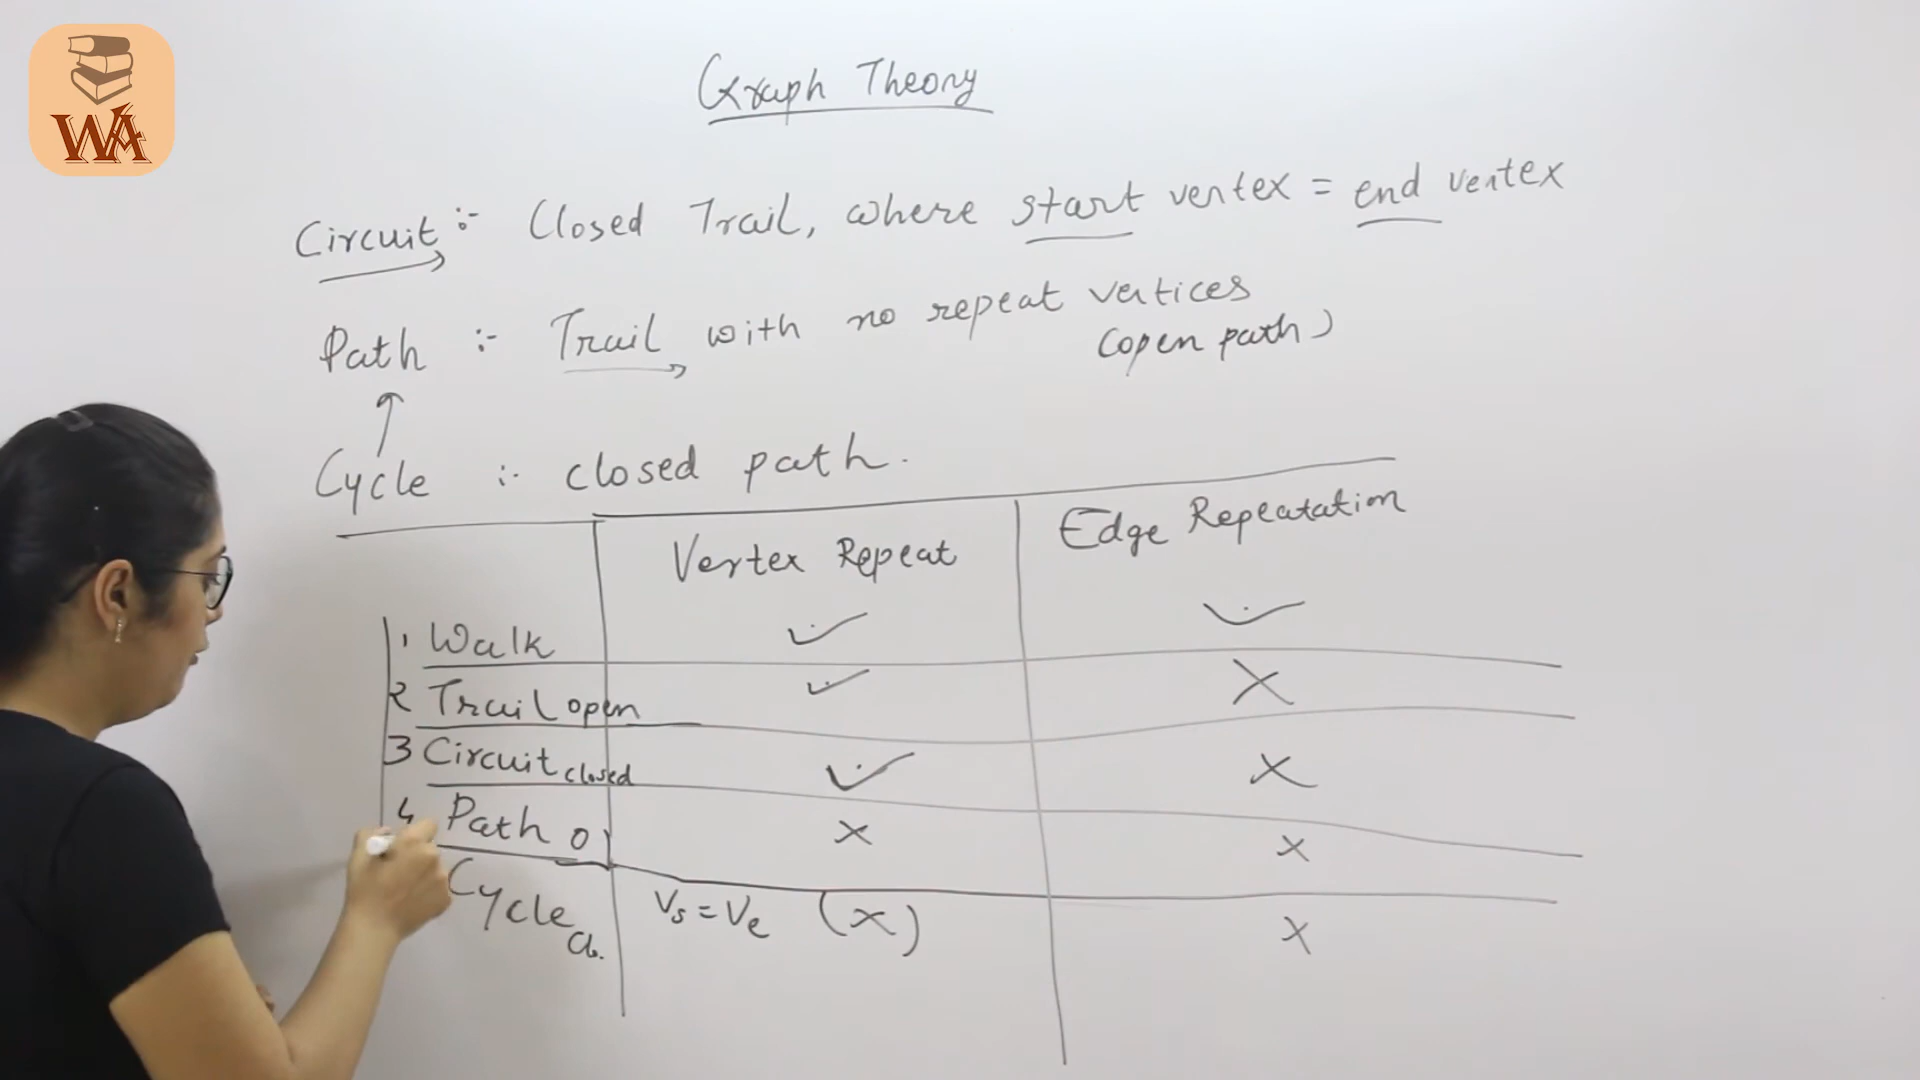 WA
Graph Theory
Circuit :- Closed Trail, where start vertex = end vertex
Path :- Trail with no repeat vertices
(open path)
Cycle :- closed path.
Vertex Repeat Edge Repeatation
1 Walk ✓ ✓
2 Trail open ✓ X
3 Circuit closed ✓ X
4 Path O X X
Cycle Cl. Vs = Ve (X) X